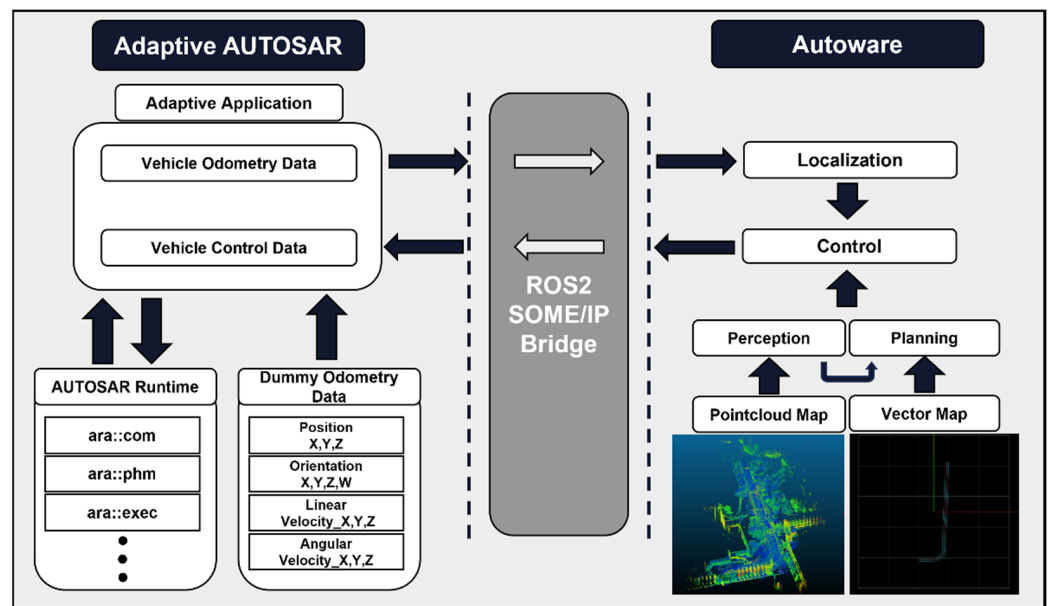 Adaptive AUTOSAR
Adaptive Application
Vehicle Odometry Data
Vehicle Control Data
AUTOSAR Runtime
ara::com
ara::phm
ara::exec
Dummy Odometry
Data
Position
X,Y,Z
Orientation
X,Y,Z,W
Linear
Velocity_X,Y,Z
Angular
Velocity_X,Y,Z
ROS2
SOME/IP
Bridge
Autoware
Localization
Control
Perception
Planning
Pointcloud Map
Vector Map